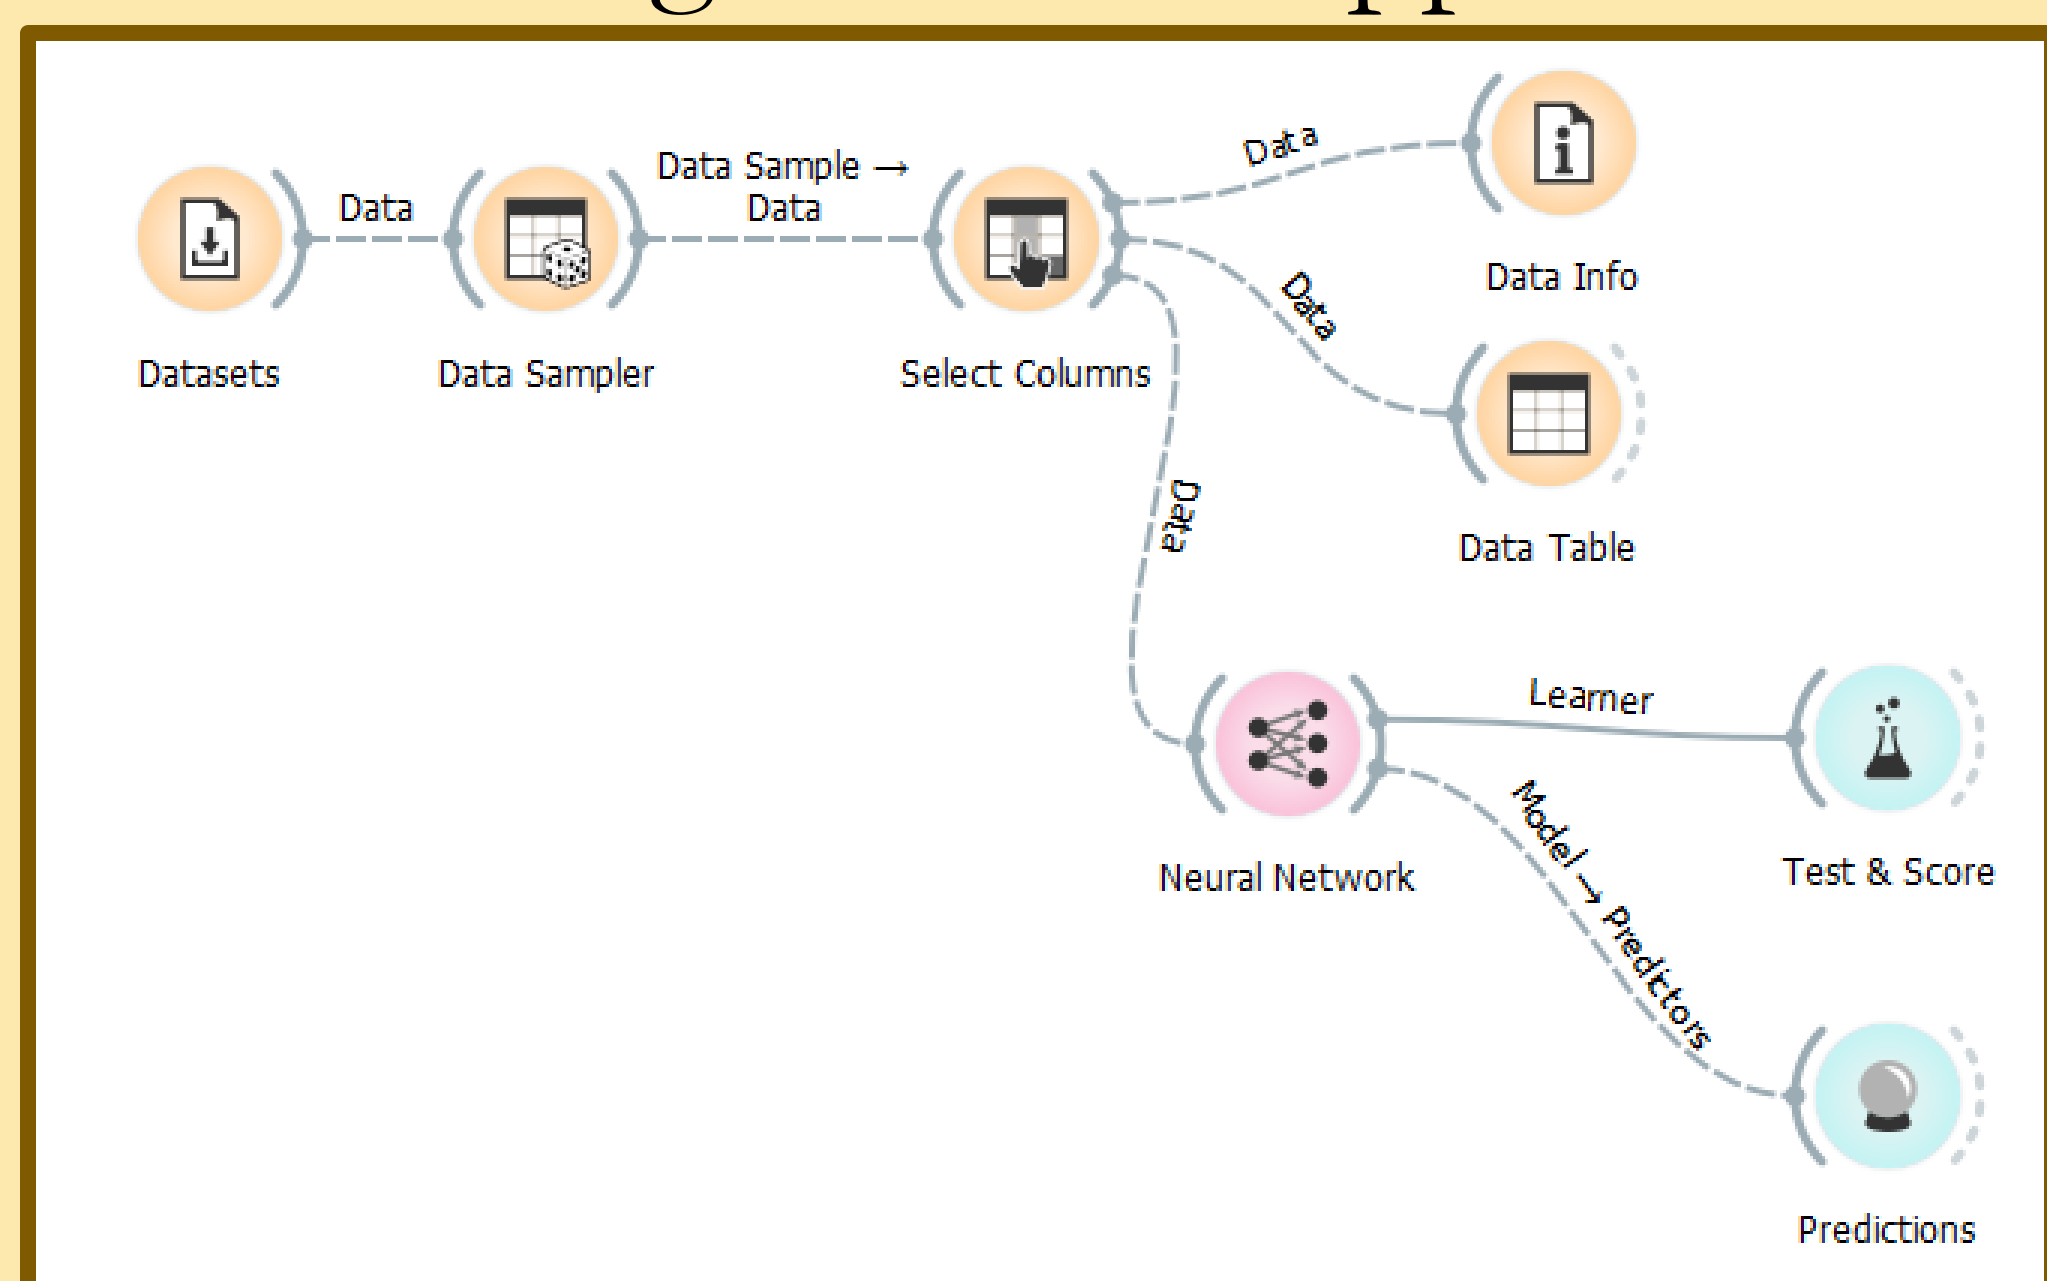 Data
Data Sample →
Data
Data
Data Info
Datasets
Data Sampler
Select Columns
Data
Data Table
Data
Learner
Neural Network
Test & Score
Model → Predictors
Predictions